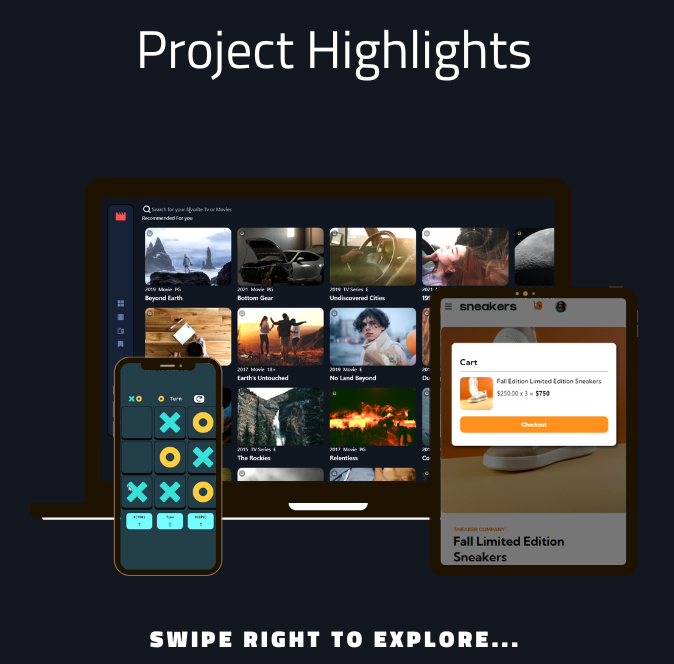 Project Highlights
Search for your favorite Tv or Movies
Recommended For you
2019 Movie PG
Beyond Earth
2021 Movie PG
Bottom Gear
2019 TV Series E
Undiscovered Cities
2021
2017 Movie 18+
Earth's Untouched
2019 Movie E
No Land Beyond
2015 TV Series E
The Rockies
2017 Movie PG
Relentless
Turn
sneakers
Cart
Fall Edition Limited Edition Sneakers
$250.00 x 3 = $750
Checkout
SNEAKER COMPANY
Fall Limited Edition
Sneakers
SWIPE RIGHT TO EXPLORE...